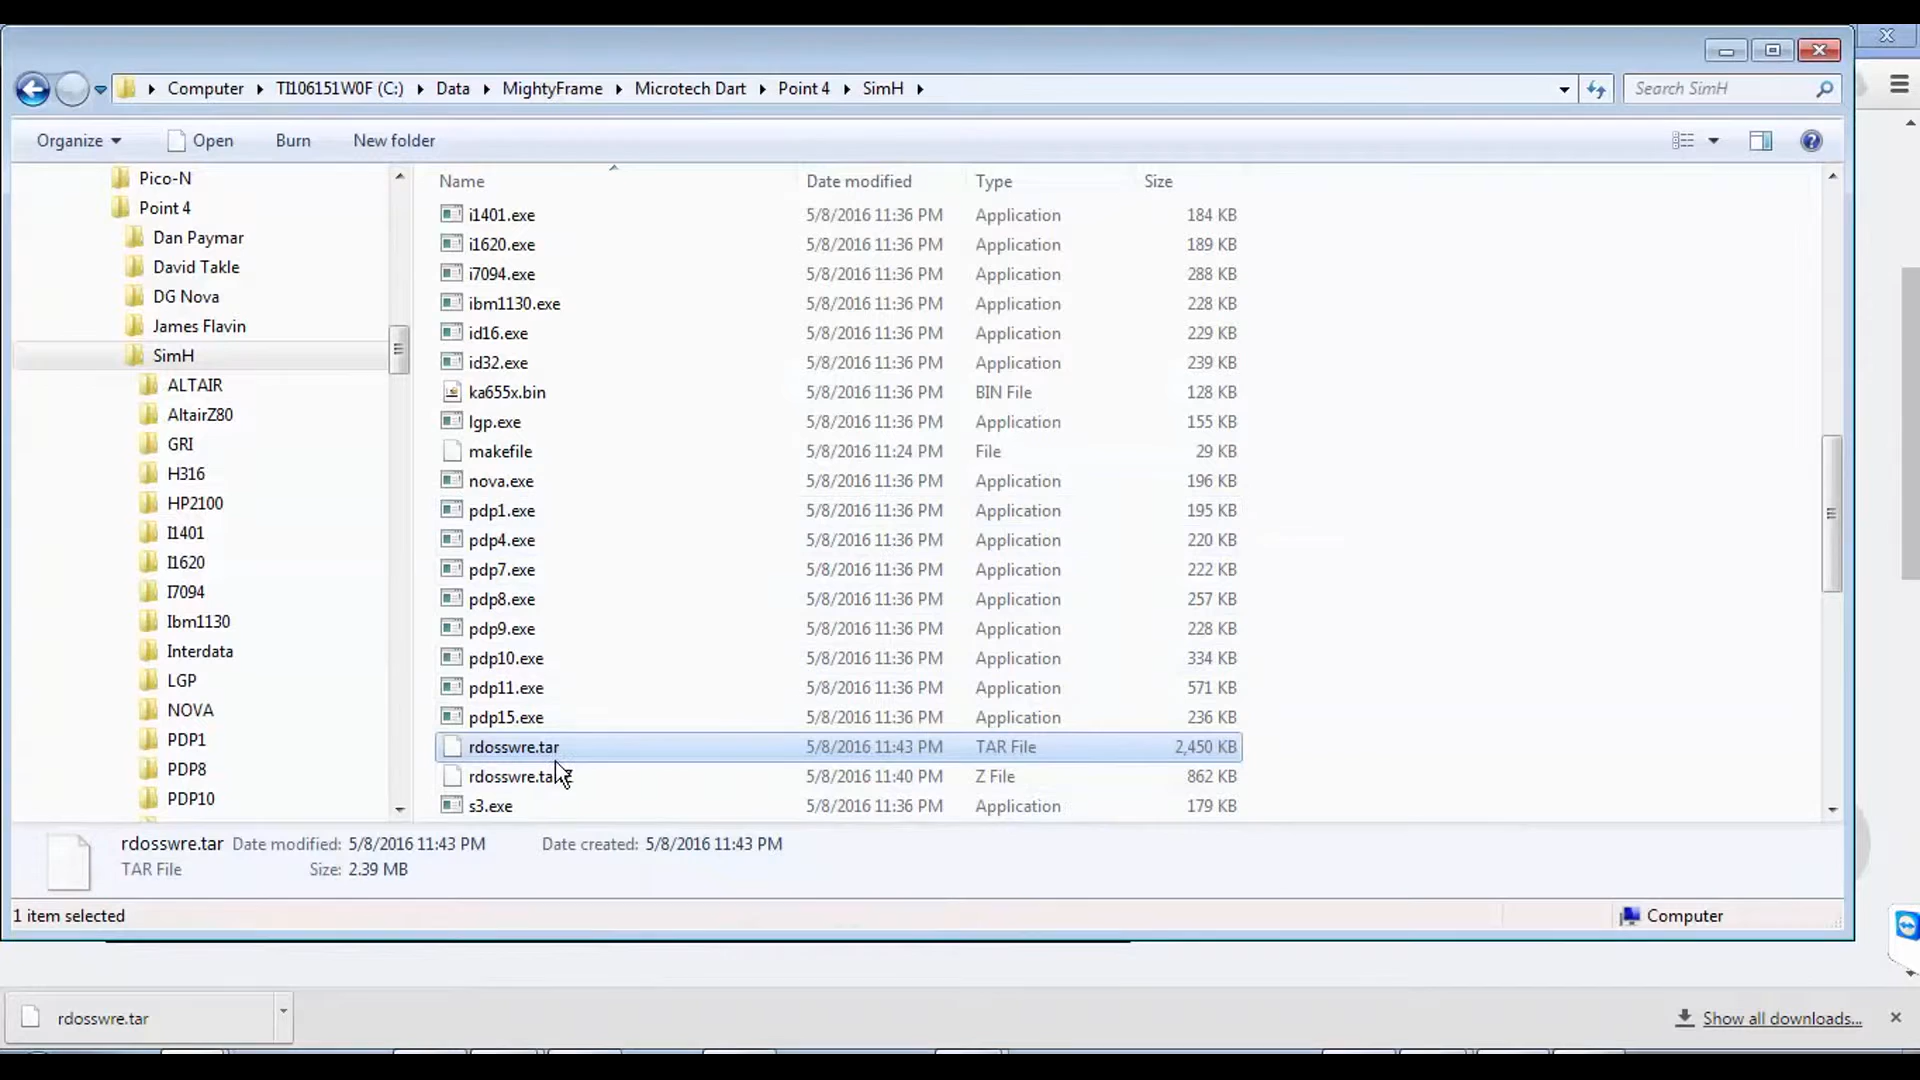 Computer TI106151W0F (C:) Data MightyFrame Microtech Dart Point 4 SimH
Search SimH
Organize Open Burn New folder
Pico-N
Point 4
Dan Paymar
David Takle
DG Nova
James Flavin
SimH
ALTAIR
AltairZ80
GRI
H316
HP2100
I1401
I1620
I7094
Ibm1130
Interdata
LGP
NOVA
PDP1
PDP8
PDP10
Name Date modified Type Size
i1401.exe 5/8/2016 11:36 PM Application 184 KB
i1620.exe 5/8/2016 11:36 PM Application 189 KB
i7094.exe 5/8/2016 11:36 PM Application 288 KB
ibm1130.exe 5/8/2016 11:36 PM Application 228 KB
id16.exe 5/8/2016 11:36 PM Application 229 KB
id32.exe 5/8/2016 11:36 PM Application 239 KB
ka655x.bin 5/8/2016 11:36 PM BIN File 128 KB
lgp.exe 5/8/2016 11:36 PM Application 155 KB
makefile 5/8/2016 11:24 PM File 29 KB
nova.exe 5/8/2016 11:36 PM Application 196 KB
pdp1.exe 5/8/2016 11:36 PM Application 195 KB
pdp4.exe 5/8/2016 11:36 PM Application 220 KB
pdp7.exe 5/8/2016 11:36 PM Application 222 KB
pdp8.exe 5/8/2016 11:36 PM Application 257 KB
pdp9.exe 5/8/2016 11:36 PM Application 228 KB
pdp10.exe 5/8/2016 11:36 PM Application 334 KB
pdp11.exe 5/8/2016 11:36 PM Application 571 KB
pdp15.exe 5/8/2016 11:36 PM Application 236 KB
rdosswre.tar 5/8/2016 11:43 PM TAR File 2,450 KB
5/8/2016 11:40 PM Z File 862 KB
s3.exe 5/8/2016 11:36 PM Application 179 KB
rdosswre.tar Date modified: 5/8/2016 11:43 PM Date created: 5/8/2016 11:43 PM
TAR File Size: 2.39 MB
1 item selected Computer
rdosswre.tar Show all downloads...